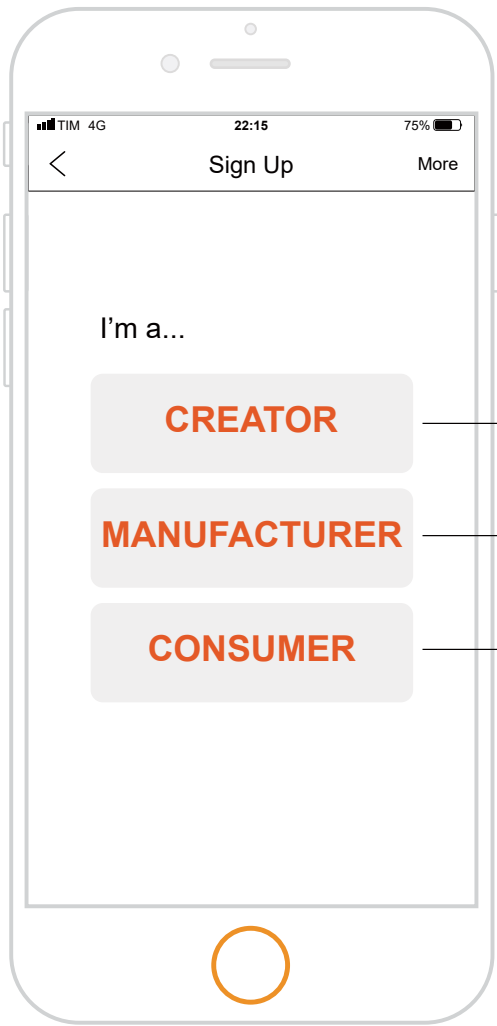 TIM 4G 22:15 75%
Sign Up More
I’m a...
CREATOR
MANUFACTURER
CONSUMER